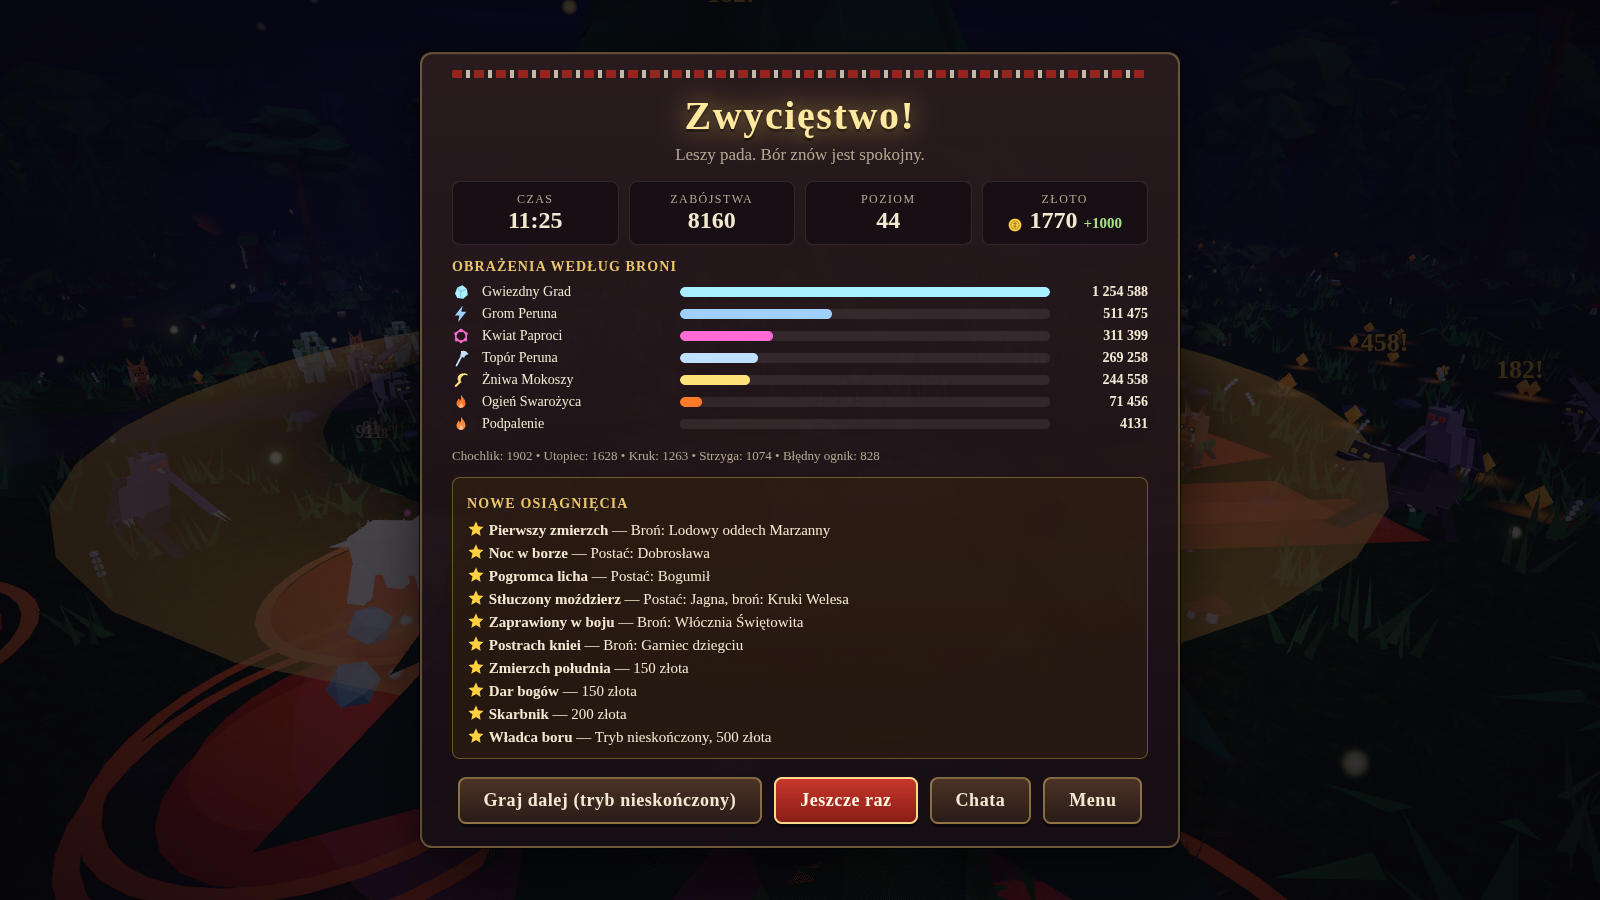 Zwycięstwo!
Leszy pada. Bór znów jest spokojny.
CZAS
11:25
ZABÓJSTWA
8160
POZIOM
44
ZŁOTO
1770 +1000
OBRAŻENIA WEDŁUG BRONI
Gwiezdny Grad 1 254 588
Grom Peruna 511 475
Kwiat Paproci 311 399
Topór Peruna 269 258
Żniwa Mokoszy 244 558
Ogień Swarożyca 71 456
Podpalenie 4131
Chochlik: 1902 • Utopiec: 1628 • Kruk: 1263 • Strzyga: 1074 • Błędny ognik: 828
NOWE OSIĄGNIĘCIA
Pierwszy zmierzch — Broń: Lodowy oddech Marzanny
Noc w borze — Postać: Dobrosława
Pogromca licha — Postać: Bogumił
Stłuczony moździerz — Postać: Jagna, broń: Kruki Welesa
Zaprawiony w boju — Broń: Włócznia Świętowita
Postrach kniei — Broń: Garniec dziegciu
Zmierzch południa — 150 złota
Dar bogów — 150 złota
Skarbnik — 200 złota
Władca boru — Tryb nieskończony, 500 złota
Graj dalej (tryb nieskończony)
Jeszcze raz
Chata
Menu
458!
182!